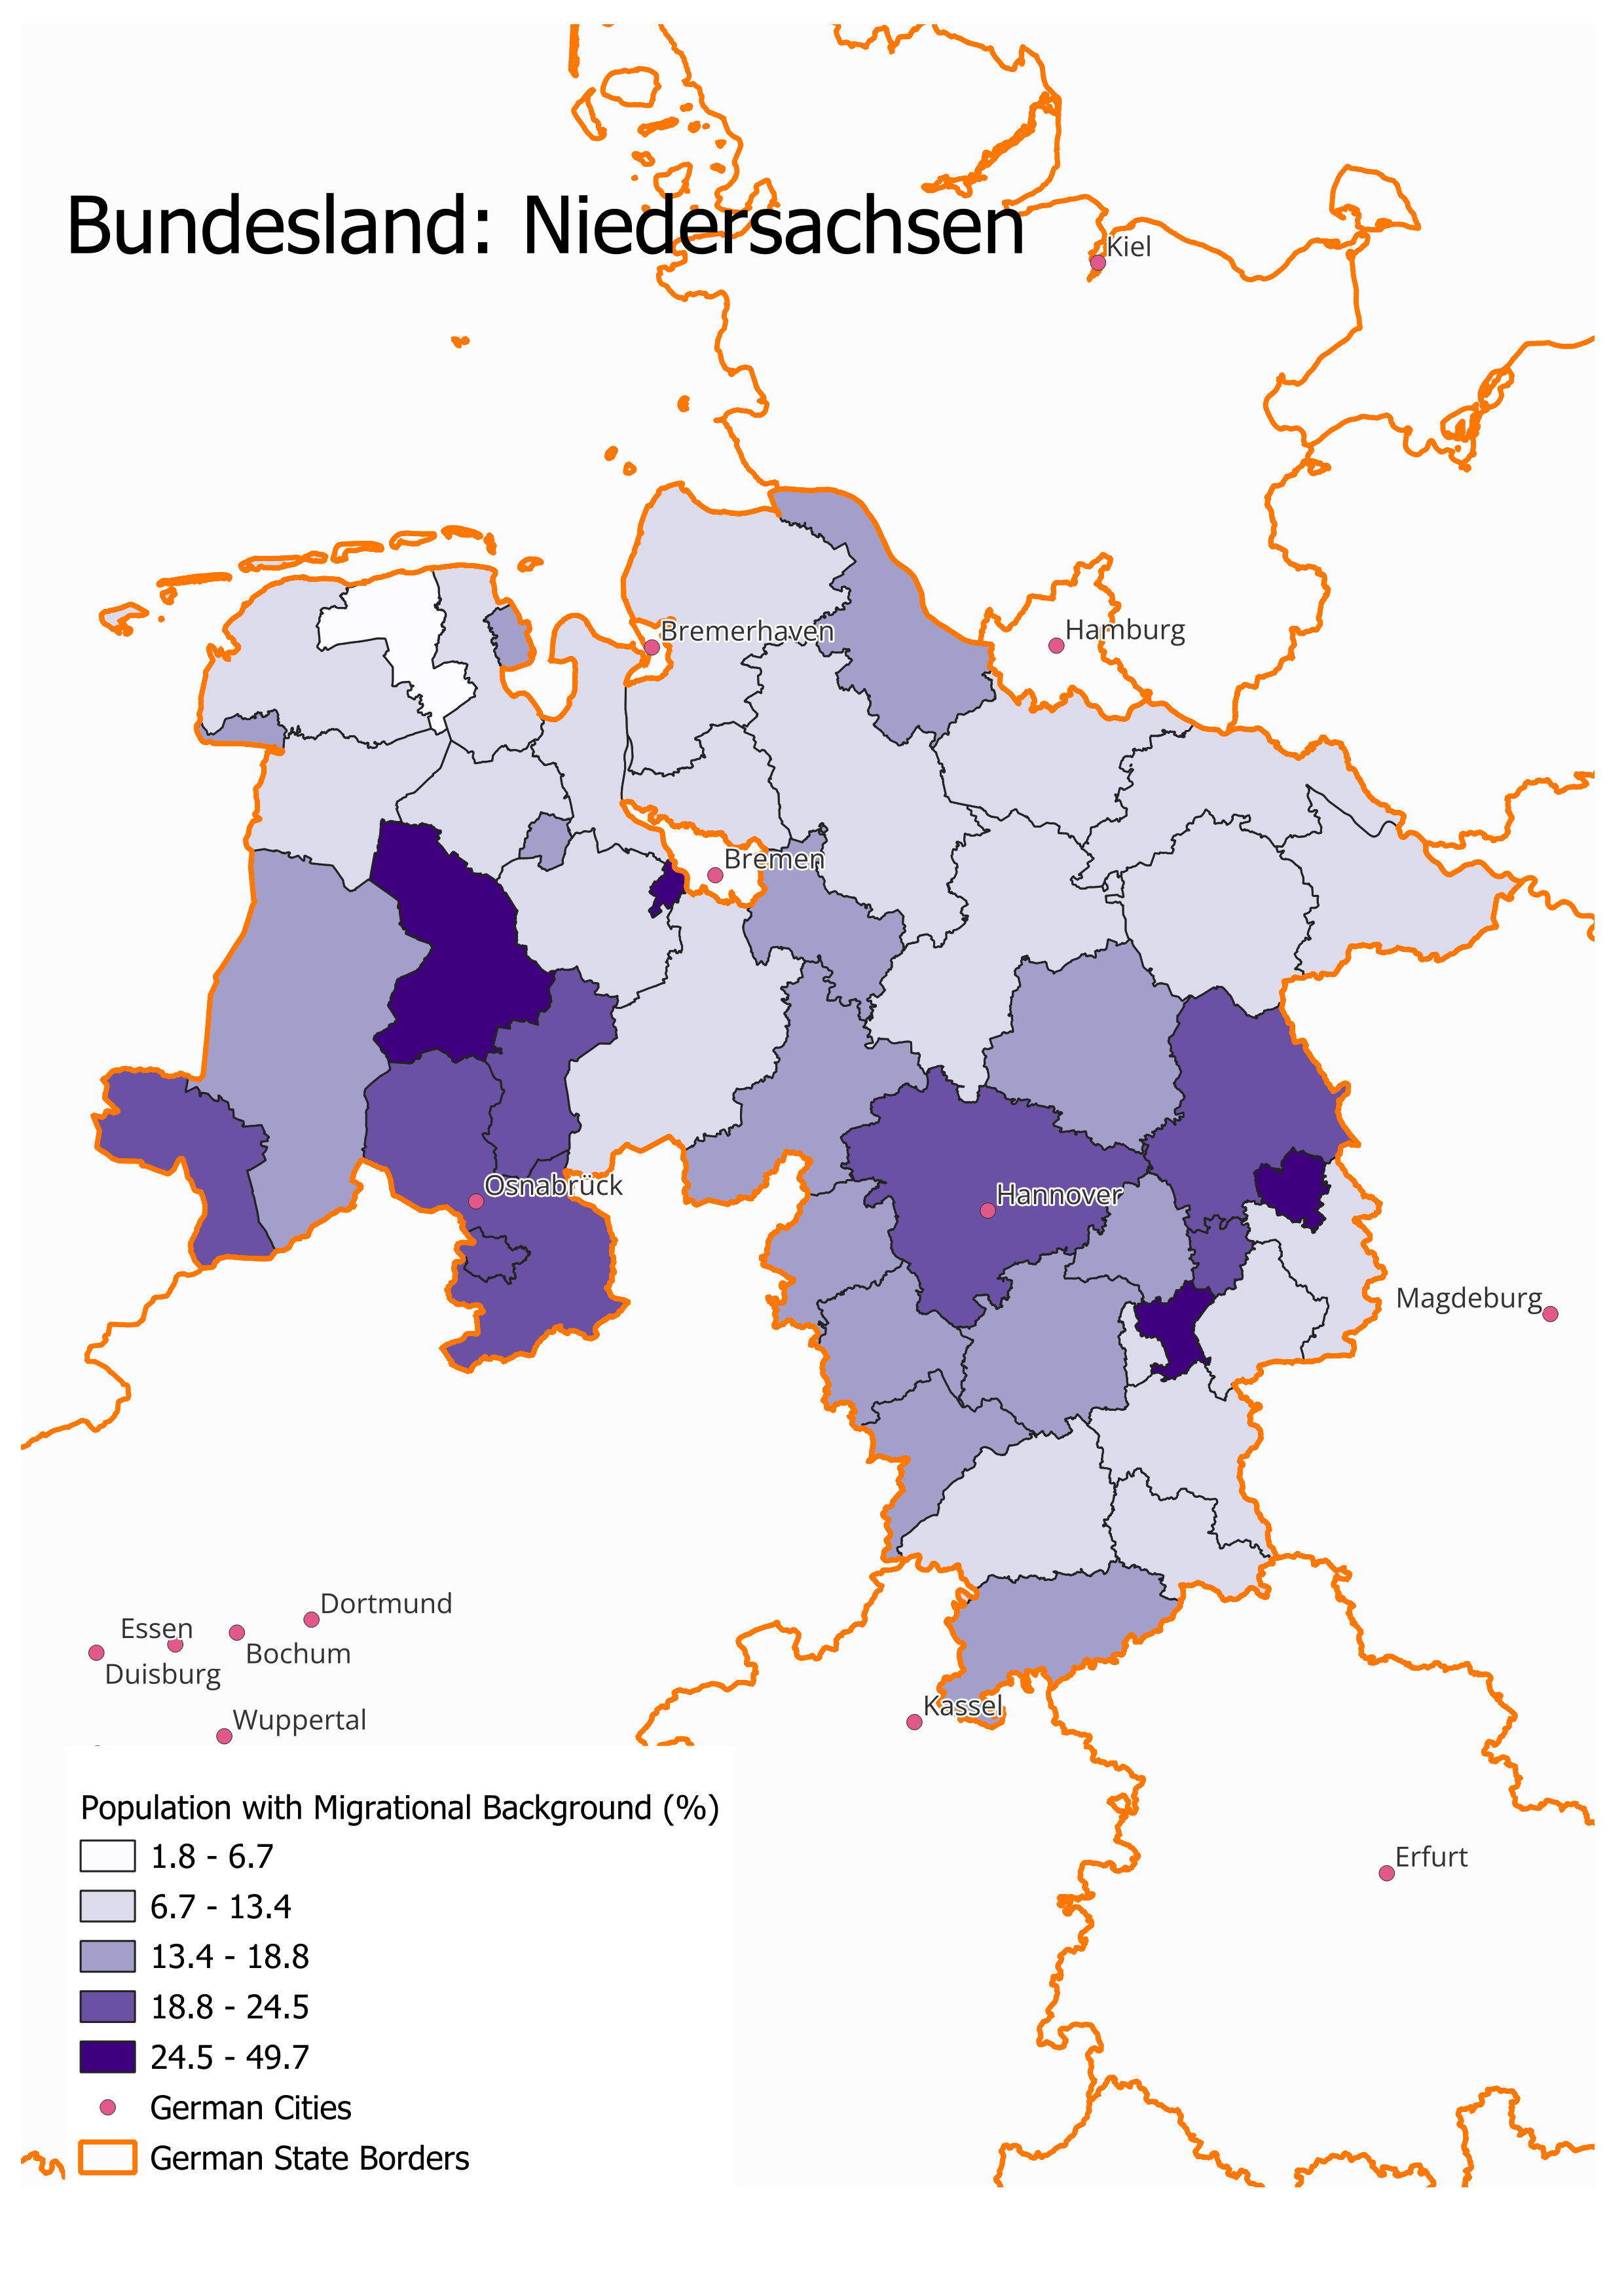 Bundesland: Niedersachsen
Kiel
Bremerhaven
Hamburg
Bremen
Osnabrück
Hannover
Magdeburg
Dortmund
Essen
Bochum
Duisburg
Kassel
Wuppertal
Erfurt
Population with Migrational Background (%)
1.8 - 6.7
6.7 - 13.4
13.4 - 18.8
18.8 - 24.5
24.5 - 49.7
German Cities
German State Borders